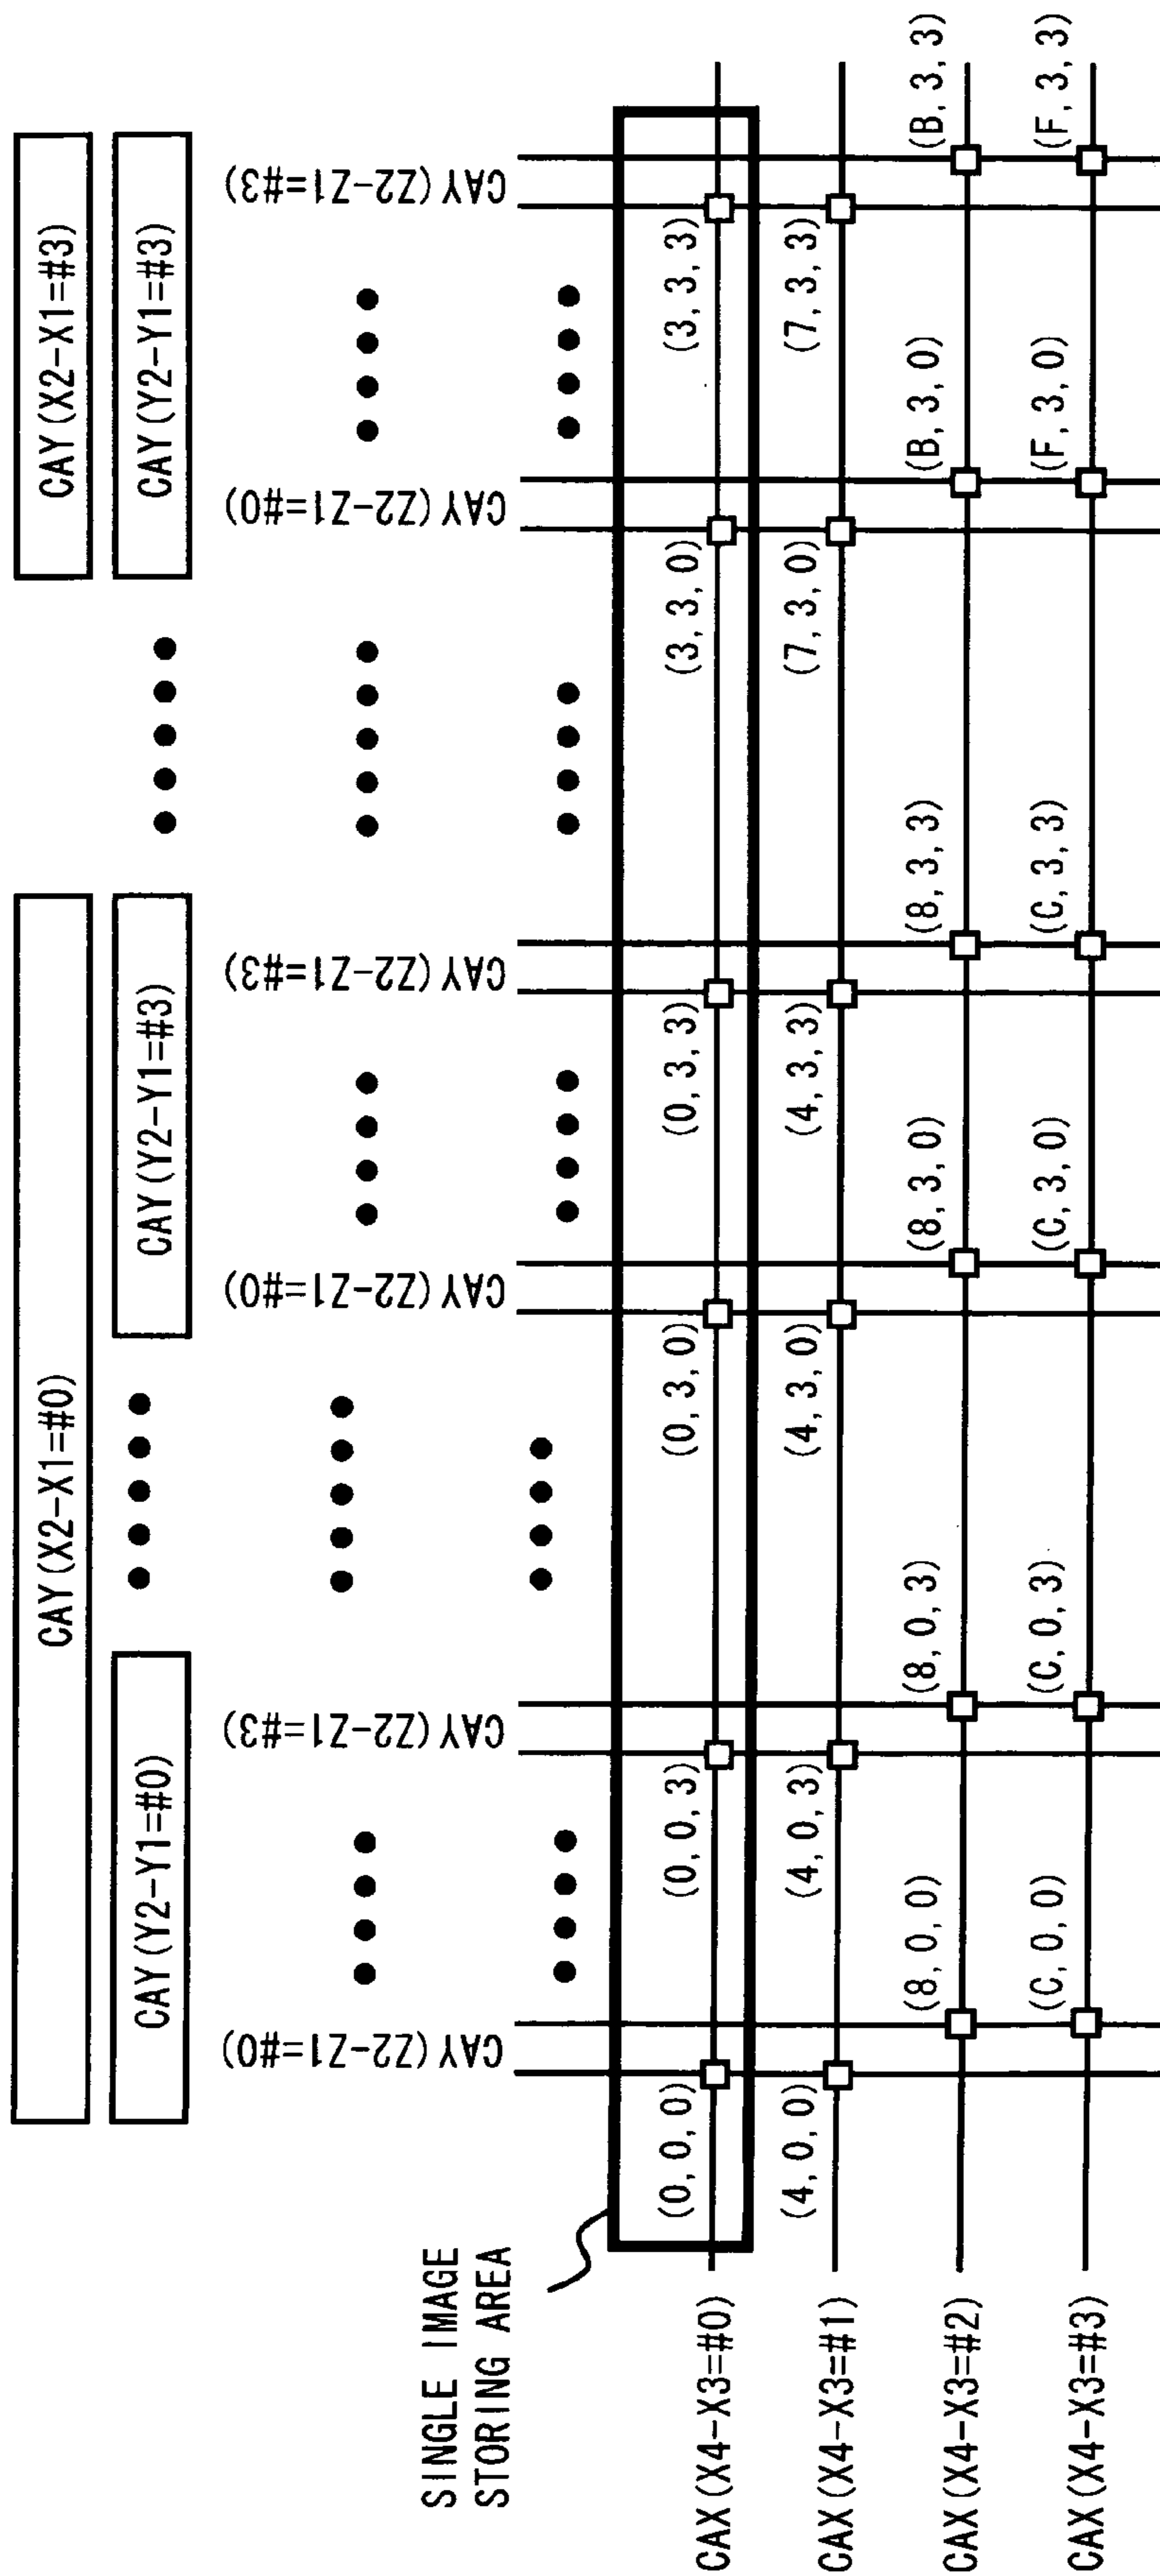 CAY(X2-X1=#0)
CAY(X2-X1=#3)
CAY(Y2-Y1=#0)
CAY(Y2-Y1=#3)
CAY(Y2-Y1=#3)
CAY(Z2-Z1=#0)
CAY(Z2-Z1=#3)
CAY(Z2-Z1=#0)
CAY(Z2-Z1=#3)
CAY(Z2-Z1=#0)
CAY(Z2-Z1=#3)
SINGLE IMAGE
STORING AREA
CAX(X4-X3=#0)
(0, 0, 0)
(0, 0, 3)
(0, 3, 0)
(0, 3, 3)
(3, 3, 0)
(3, 3, 3)
CAX(X4-X3=#1)
(4, 0, 0)
(4, 0, 3)
(4, 3, 0)
(4, 3, 3)
(7, 3, 0)
(7, 3, 3)
CAX(X4-X3=#2)
(8, 0, 0)
(8, 0, 3)
(8, 3, 0)
(8, 3, 3)
(B, 3, 0)
(B, 3, 3)
CAX(X4-X3=#3)
(C, 0, 0)
(C, 0, 3)
(C, 3, 0)
(C, 3, 3)
(F, 3, 0)
(F, 3, 3)